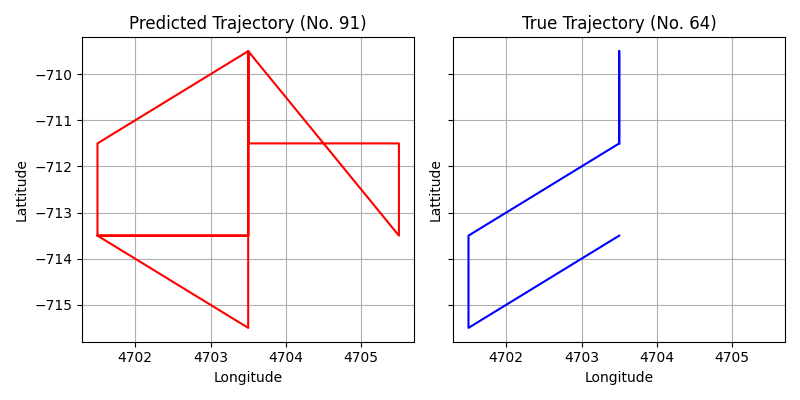 Predicted Trajectory (No. 91)
True Trajectory (No. 64)
−710
−711
−712
−713
−714
−715
Lattitude
Lattitude
4702 4703 4704 4705
4702 4703 4704 4705
Longitude
Longitude